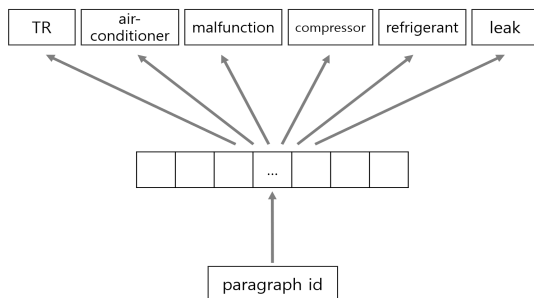 TR
air-
conditioner
malfunction
compressor
refrigerant
leak
...
paragraph id